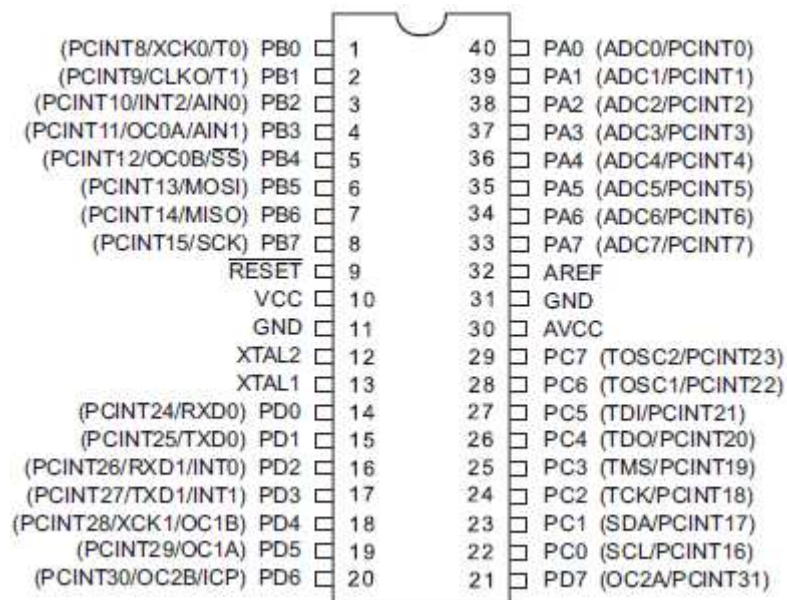 (PCINT8/XCK0/T0) PB0 1 40 PA0 (ADC0/PCINT0)
(PCINT9/CLKO/T1) PB1 2 39 PA1 (ADC1/PCINT1)
(PCINT10/INT2/AIN0) PB2 3 38 PA2 (ADC2/PCINT2)
(PCINT11/OC0A/AIN1) PB3 4 37 PA3 (ADC3/PCINT3)
(PCINT12/OC0B/SS) PB4 5 36 PA4 (ADC4/PCINT4)
(PCINT13/MOSI) PB5 6 35 PA5 (ADC5/PCINT5)
(PCINT14/MISO) PB6 7 34 PA6 (ADC6/PCINT6)
(PCINT15/SCK) PB7 8 33 PA7 (ADC7/PCINT7)
RESET 9 32 AREF
VCC 10 31 GND
GND 11 30 AVCC
XTAL2 12 29 PC7 (TOSC2/PCINT23)
XTAL1 13 28 PC6 (TOSC1/PCINT22)
(PCINT24/RXD0) PD0 14 27 PC5 (TDI/PCINT21)
(PCINT25/TXD0) PD1 15 26 PC4 (TDO/PCINT20)
(PCINT26/RXD1/INT0) PD2 16 25 PC3 (TMS/PCINT19)
(PCINT27/TXD1/INT1) PD3 17 24 PC2 (TCK/PCINT18)
(PCINT28/XCK1/OC1B) PD4 18 23 PC1 (SDA/PCINT17)
(PCINT29/OC1A) PD5 19 22 PC0 (SCL/PCINT16)
(PCINT30/OC2B/ICP) PD6 20 21 PD7 (OC2A/PCINT31)